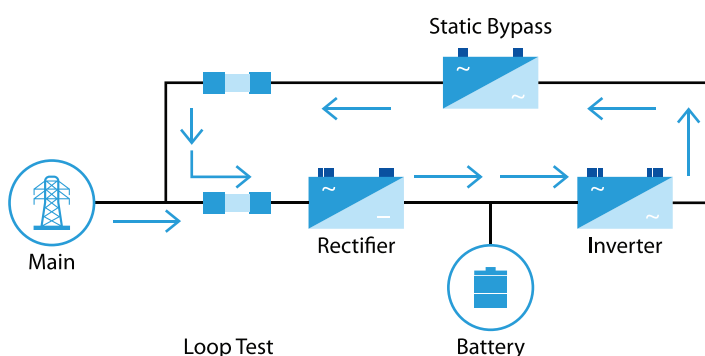 Static Bypass
~
~
~
–
~
~
Rectifier
Inverter
Main
Loop Test
Battery